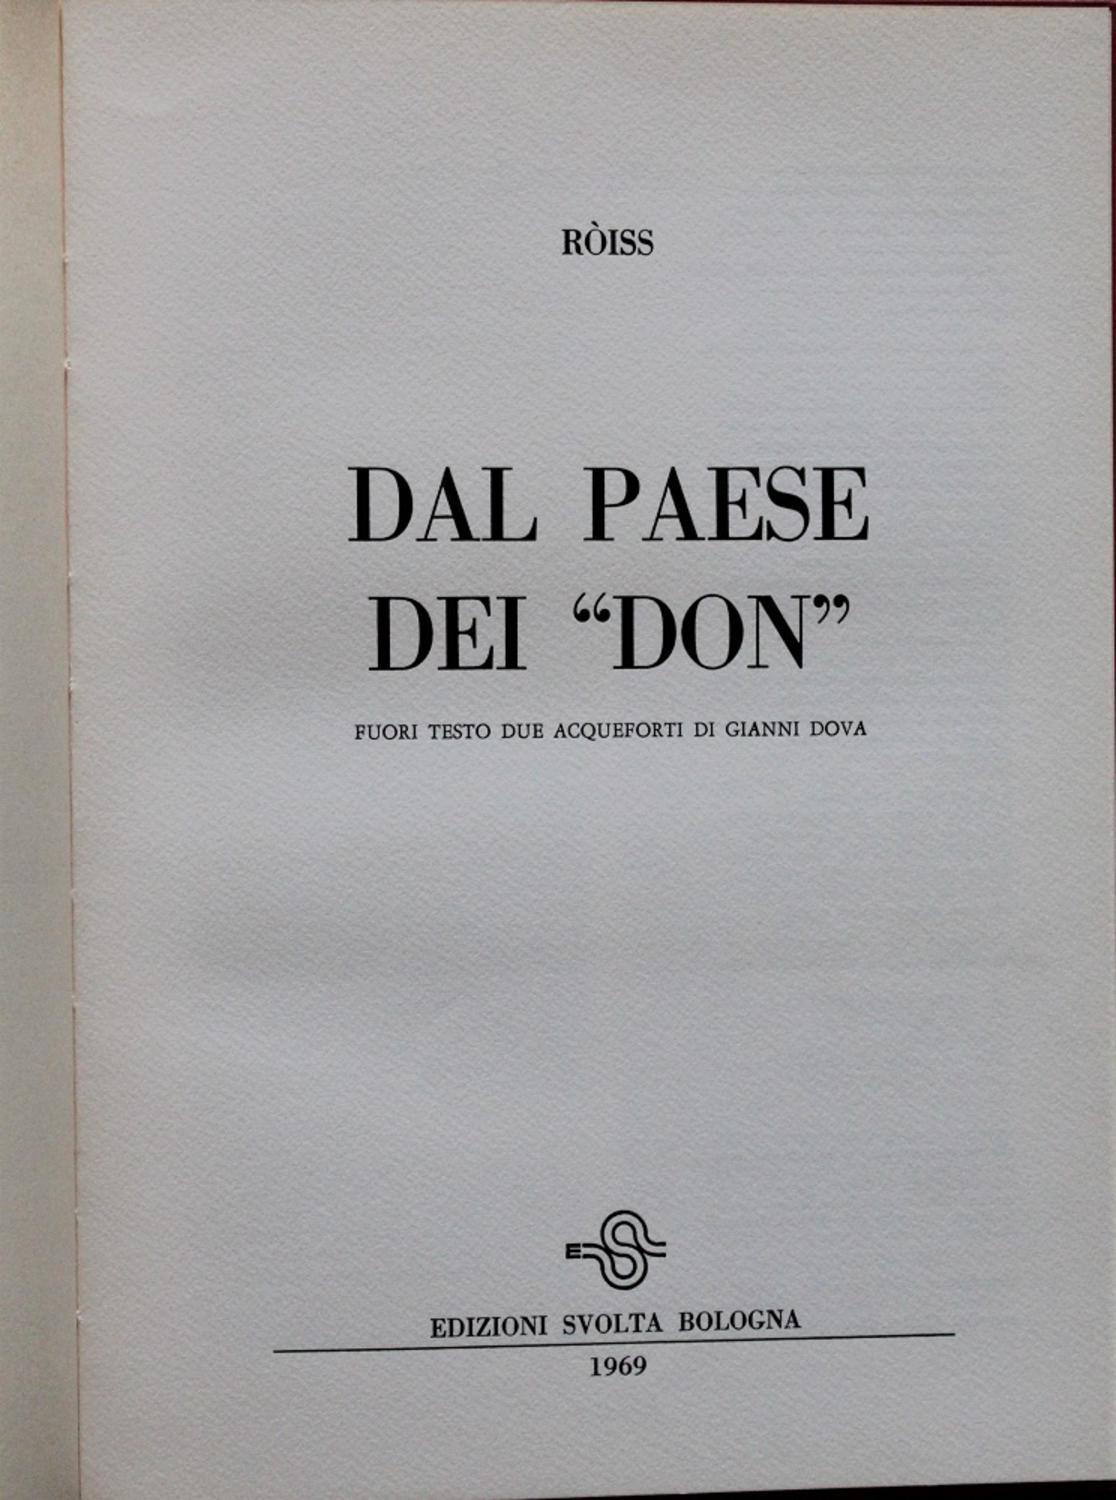 RÒISS
DAL PAESE
DEI “DON”
FUORI TESTO DUE ACQUEFORTI DI GIANNI DOVA
E
EDIZIONI SVOLTA BOLOGNA
1969